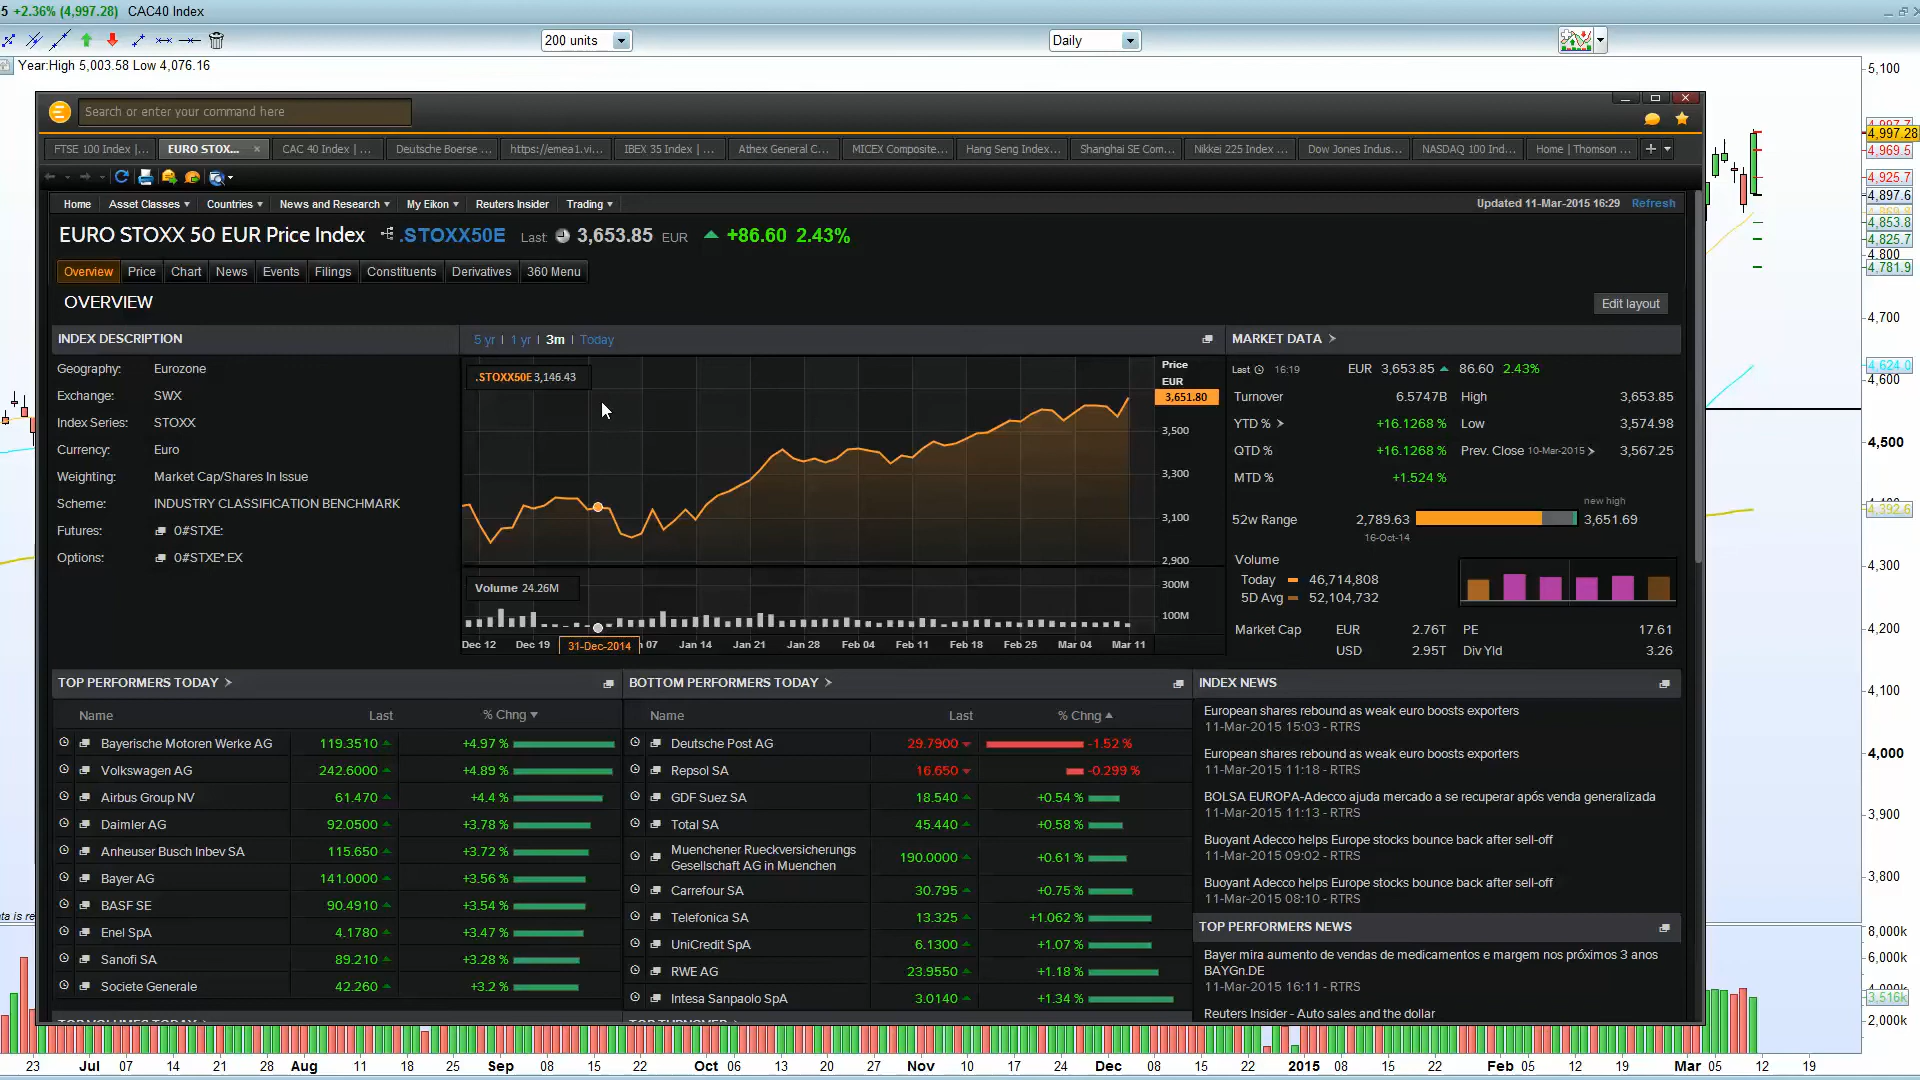 5 +2.36% (4,997.28) CAC40 Index
200 units
Daily
Year:High 5,003.58 Low 4,076.16
Search or enter your command here
FTSE 100 Index |...
EURO STOX...
CAC 40 Index | ...
Deutsche Boerse ...
https://emea1.vi...
IBEX 35 Index | ...
Athex General C...
MICEX Composite...
Hang Seng Index...
Shanghai SE Com...
Nikkei 225 Index ...
Dow Jones Indus...
NASDAQ 100 Ind...
Home | Thomson ...
Home Asset Classes Countries News and Research My Eikon Reuters Insider Trading
Updated 11-Mar-2015 16:29 Refresh
EURO STOXX 50 EUR Price Index .STOXX50E Last: 3,653.85 EUR +86.60 2.43%
Overview Price Chart News Events Filings Constituents Derivatives 360 Menu
OVERVIEW
Edit layout
INDEX DESCRIPTION
Geography: Eurozone
Exchange: SWX
Index Series: STOXX
Currency: Euro
Weighting: Market Cap/Shares In Issue
Scheme: INDUSTRY CLASSIFICATION BENCHMARK
Futures: 0#STXE:
Options: 0#STXE*.EX
5 yr | 1 yr | 3m | Today
.STOXX50E 3,146.43
Price
EUR
3,651.80
3,500
3,300
3,100
2,900
Volume 24.26M
300M
100M
Dec 12 Dec 19 31-Dec-2014 07 Jan 14 Jan 21 Jan 28 Feb 04 Feb 11 Feb 18 Feb 25 Mar 04 Mar 11
MARKET DATA >
Last 16:19 EUR 3,653.85 86.60 2.43%
Turnover 6.5747B High 3,653.85
YTD % > +16.1268 % Low 3,574.98
QTD % +16.1268 % Prev. Close 10-Mar-2015 > 3,567.25
MTD % +1.524 %
new high
52w Range 2,789.63 3,651.69
16-Oct-14
Volume
Today 46,714,808
5D Avg 52,104,732
Market Cap EUR 2.76T PE 17.61
USD 2.95T Div Yld 3.26
TOP PERFORMERS TODAY >
Name Last % Chng
Bayerische Motoren Werke AG 119.3510 +4.97 %
Volkswagen AG 242.6000 +4.89 %
Airbus Group NV 61.470 +4.4 %
Daimler AG 92.0500 +3.78 %
Anheuser Busch Inbev SA 115.650 +3.72 %
Bayer AG 141.0000 +3.56 %
BASF SE 90.4910 +3.54 %
Enel SpA 4.1780 +3.47 %
Sanofi SA 89.210 +3.28 %
Societe Generale 42.260 +3.2 %
BOTTOM PERFORMERS TODAY >
Name Last % Chng
Deutsche Post AG 29.7900 -1.52 %
Repsol SA 16.650 -0.299 %
GDF Suez SA 18.540 +0.54 %
Total SA 45.440 +0.58 %
Muenchener Rueckversicherungs
Gesellschaft AG in Muenchen 190.0000 +0.61 %
Carrefour SA 30.795 +0.75 %
Telefonica SA 13.325 +1.062 %
UniCredit SpA 6.1300 +1.07 %
RWE AG 23.9550 +1.18 %
Intesa Sanpaolo SpA 3.0140 +1.34 %
INDEX NEWS
European shares rebound as weak euro boosts exporters
11-Mar-2015 15:03 - RTRS
European shares rebound as weak euro boosts exporters
11-Mar-2015 11:18 - RTRS
BOLSA EUROPA-Adecco ajuda mercado a se recuperar após venda generalizada
11-Mar-2015 11:13 - RTRS
Buoyant Adecco helps Europe stocks bounce back after sell-off
11-Mar-2015 09:02 - RTRS
Buoyant Adecco helps Europe stocks bounce back after sell-off
11-Mar-2015 08:10 - RTRS
TOP PERFORMERS NEWS
Bayer mira aumento de vendas de medicamentos e margem nos próximos 3 anos
BAYGn.DE
11-Mar-2015 16:11 - RTRS
Reuters Insider - Auto sales and the dollar
5,100
4,997.28
4,969.5
4,925.7
4,897.6
4,853.8
4,825.7
4,800
4,781.9
4,700
4,624.0
4,600
4,500
4,392.6
4,300
4,200
4,100
4,000
3,900
3,800
ta is re
8,000k
6,000k
3,516k
2,000k
23 Jul 07 14 21 28 Aug 11 18 25 Sep 08 15 22 Oct 06 13 20 27 Nov 10 17 24 Dec 08 15 22 2015 08 15 22 Feb 05 12 19 Mar 05 12 19